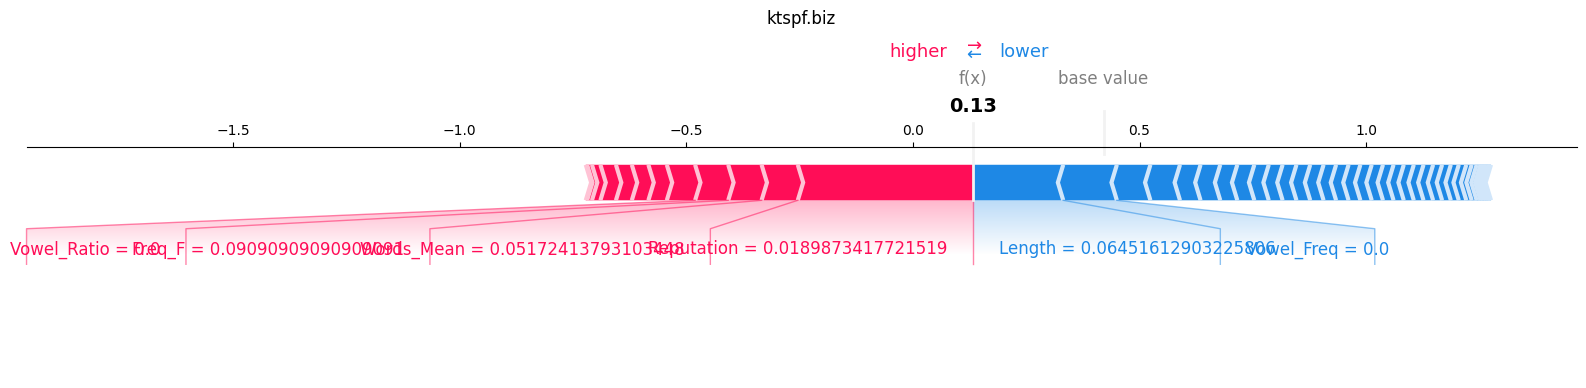 ktspf.biz
higher → ← lower
f(x) base value
0.13
−1.5 −1.0 −0.5 0.0 0.5 1.0
Vowel_Ratio = 0.0 Freq_F = 0.09090909090909091 Words_Mean = 0.05172413793103448 Reputation = 0.0189873417721519 Length = 0.06451612903225806 Vowel_Freq = 0.0